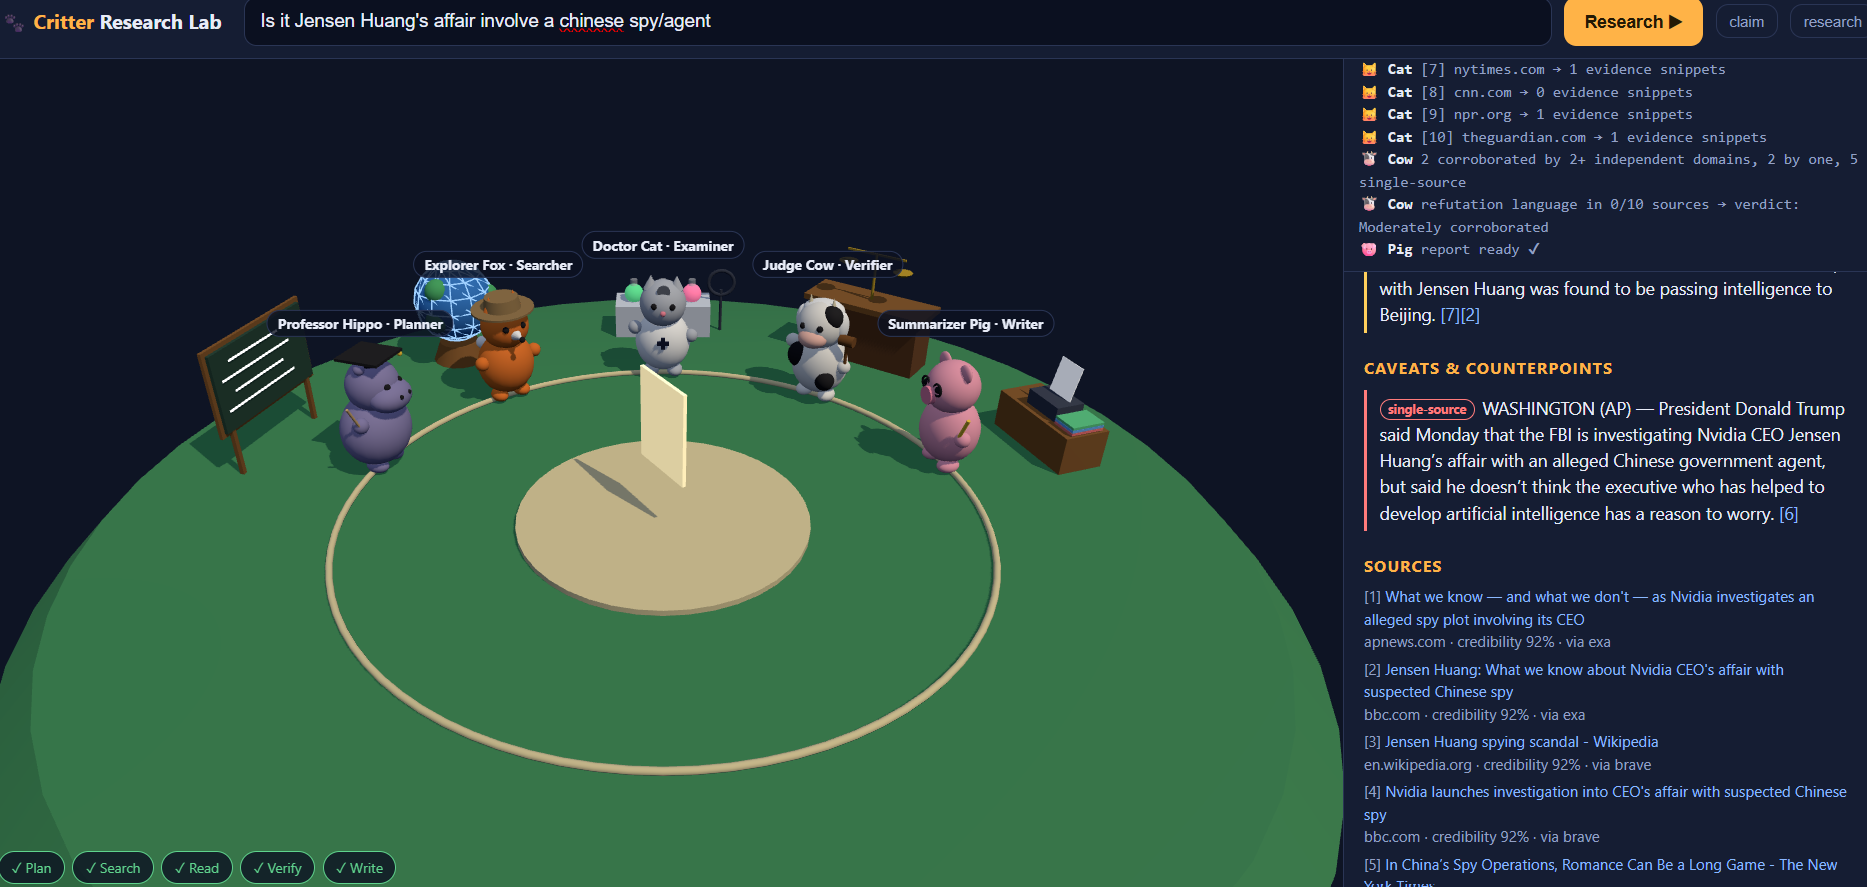 Critter Research Lab
Is it Jensen Huang's affair involve a chinese spy/agent
Research ▶
claim
research
Cat [7] nytimes.com → 1 evidence snippets
Cat [8] cnn.com → 0 evidence snippets
Cat [9] npr.org → 1 evidence snippets
Cat [10] theguardian.com → 1 evidence snippets
Cow 2 corroborated by 2+ independent domains, 2 by one, 5
single-source
Cow refutation language in 0/10 sources → verdict:
Moderately corroborated
Pig report ready ✓
Doctor Cat · Examiner
Explorer Fox · Searcher
Judge Cow · Verifier
Professor Hippo · Planner
Summarizer Pig · Writer
with Jensen Huang was found to be passing intelligence to
Beijing. [7][2]
CAVEATS & COUNTERPOINTS
single-source WASHINGTON (AP) — President Donald Trump
said Monday that the FBI is investigating Nvidia CEO Jensen
Huang’s affair with an alleged Chinese government agent,
but said he doesn’t think the executive who has helped to
develop artificial intelligence has a reason to worry. [6]
SOURCES
[1] What we know — and what we don't — as Nvidia investigates an
alleged spy plot involving its CEO
apnews.com · credibility 92% · via exa
[2] Jensen Huang: What we know about Nvidia CEO's affair with
suspected Chinese spy
bbc.com · credibility 92% · via exa
[3] Jensen Huang spying scandal - Wikipedia
en.wikipedia.org · credibility 92% · via brave
[4] Nvidia launches investigation into CEO's affair with suspected Chinese
spy
bbc.com · credibility 92% · via brave
[5] In China’s Spy Operations, Romance Can Be a Long Game - The New
York Times
✓ Plan
✓ Search
✓ Read
✓ Verify
✓ Write